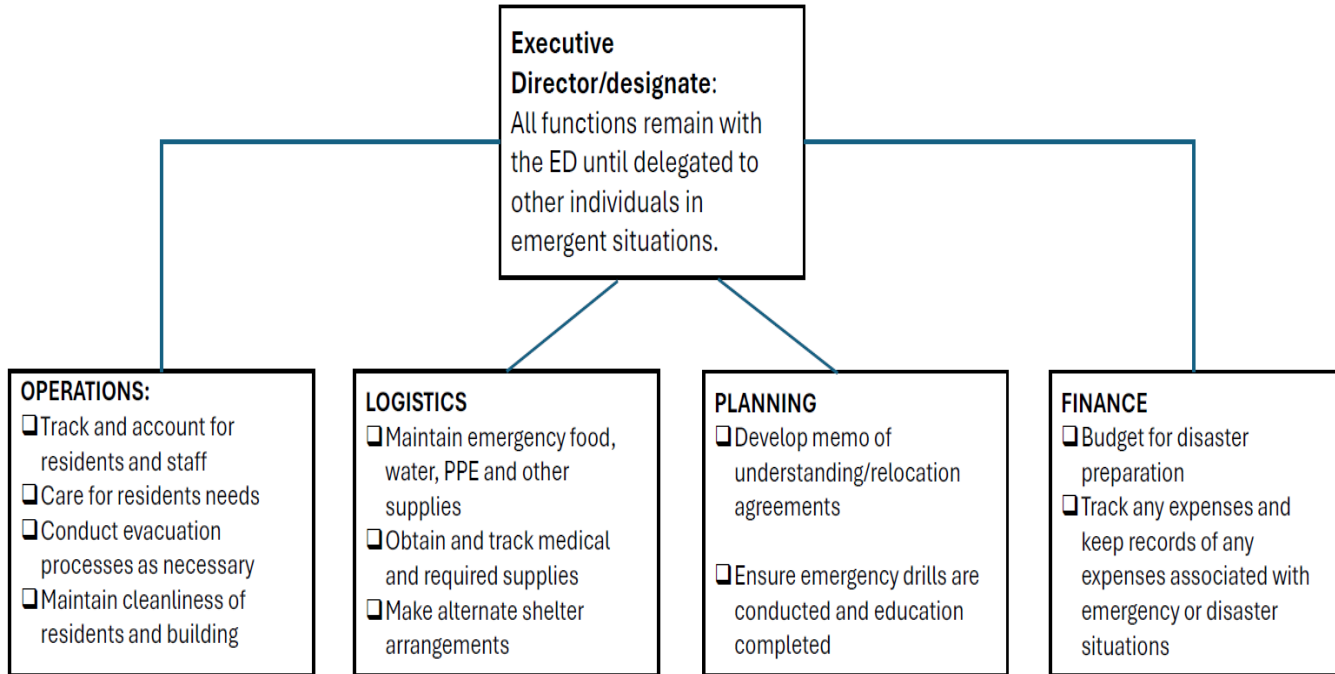 Executive
Director/designate:
All functions remain with
the ED until delegated to
other individuals in
emergent situations.
OPERATIONS:
❑Track and account for
residents and staff
❑Care for residents needs
❑Conduct evacuation
processes as necessary
❑Maintain cleanliness of
residents and building
LOGISTICS
❑Maintain emergency food,
water, PPE and other
supplies
❑Obtain and track medical
and required supplies
❑Make alternate shelter
arrangements
PLANNING
❑Develop memo of
understanding/relocation
agreements
❑Ensure emergency drills are
conducted and education
completed
FINANCE
❑Budget for disaster
preparation
❑Track any expenses and
keep records of any
expenses associated with
emergency or disaster
situations